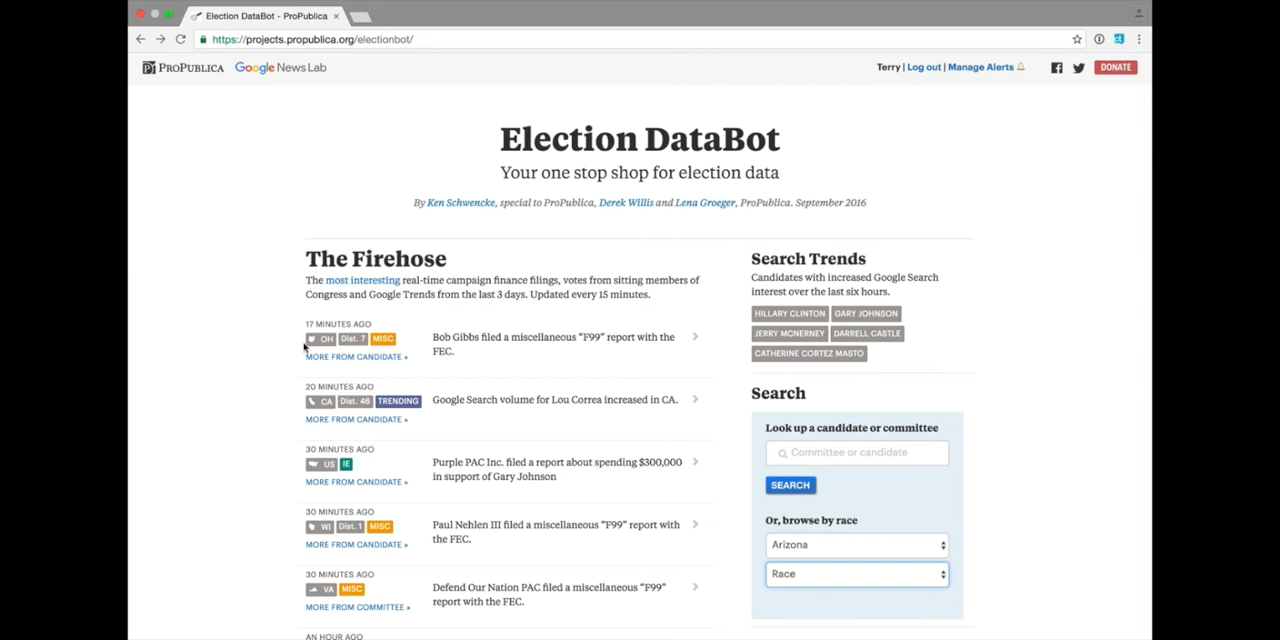 Election DataBot - ProPublica ×
https://projects.propublica.org/electionbot/
PROPUBLICA Google News Lab
Terry | Log out | Manage Alerts
DONATE
Election DataBot
Your one stop shop for election data
By Ken Schwencke, special to ProPublica, Derek Willis and Lena Groeger, ProPublica. September 2016
The Firehose
The most interesting real-time campaign finance filings, votes from sitting members of
Congress and Google Trends from the last 3 days. Updated every 15 minutes.
17 MINUTES AGO
OH Dist. 7 MISC
MORE FROM CANDIDATE »
Bob Gibbs filed a miscellaneous “F99” report with the
FEC.
20 MINUTES AGO
CA Dist. 46 TRENDING
MORE FROM CANDIDATE »
Google Search volume for Lou Correa increased in CA.
30 MINUTES AGO
US IE
MORE FROM CANDIDATE »
Purple PAC Inc. filed a report about spending $300,000
in support of Gary Johnson
30 MINUTES AGO
WI Dist. 1 MISC
MORE FROM CANDIDATE »
Paul Nehlen III filed a miscellaneous “F99” report with
the FEC.
30 MINUTES AGO
VA MISC
MORE FROM COMMITTEE »
Defend Our Nation PAC filed a miscellaneous “F99”
report with the FEC.
AN HOUR AGO
Search Trends
Candidates with increased Google Search
interest over the last six hours.
HILLARY CLINTON GARY JOHNSON
JERRY MCNERNEY DARRELL CASTLE
CATHERINE CORTEZ MASTO
Search
Look up a candidate or committee
Committee or candidate
SEARCH
Or, browse by race
Arizona
Race